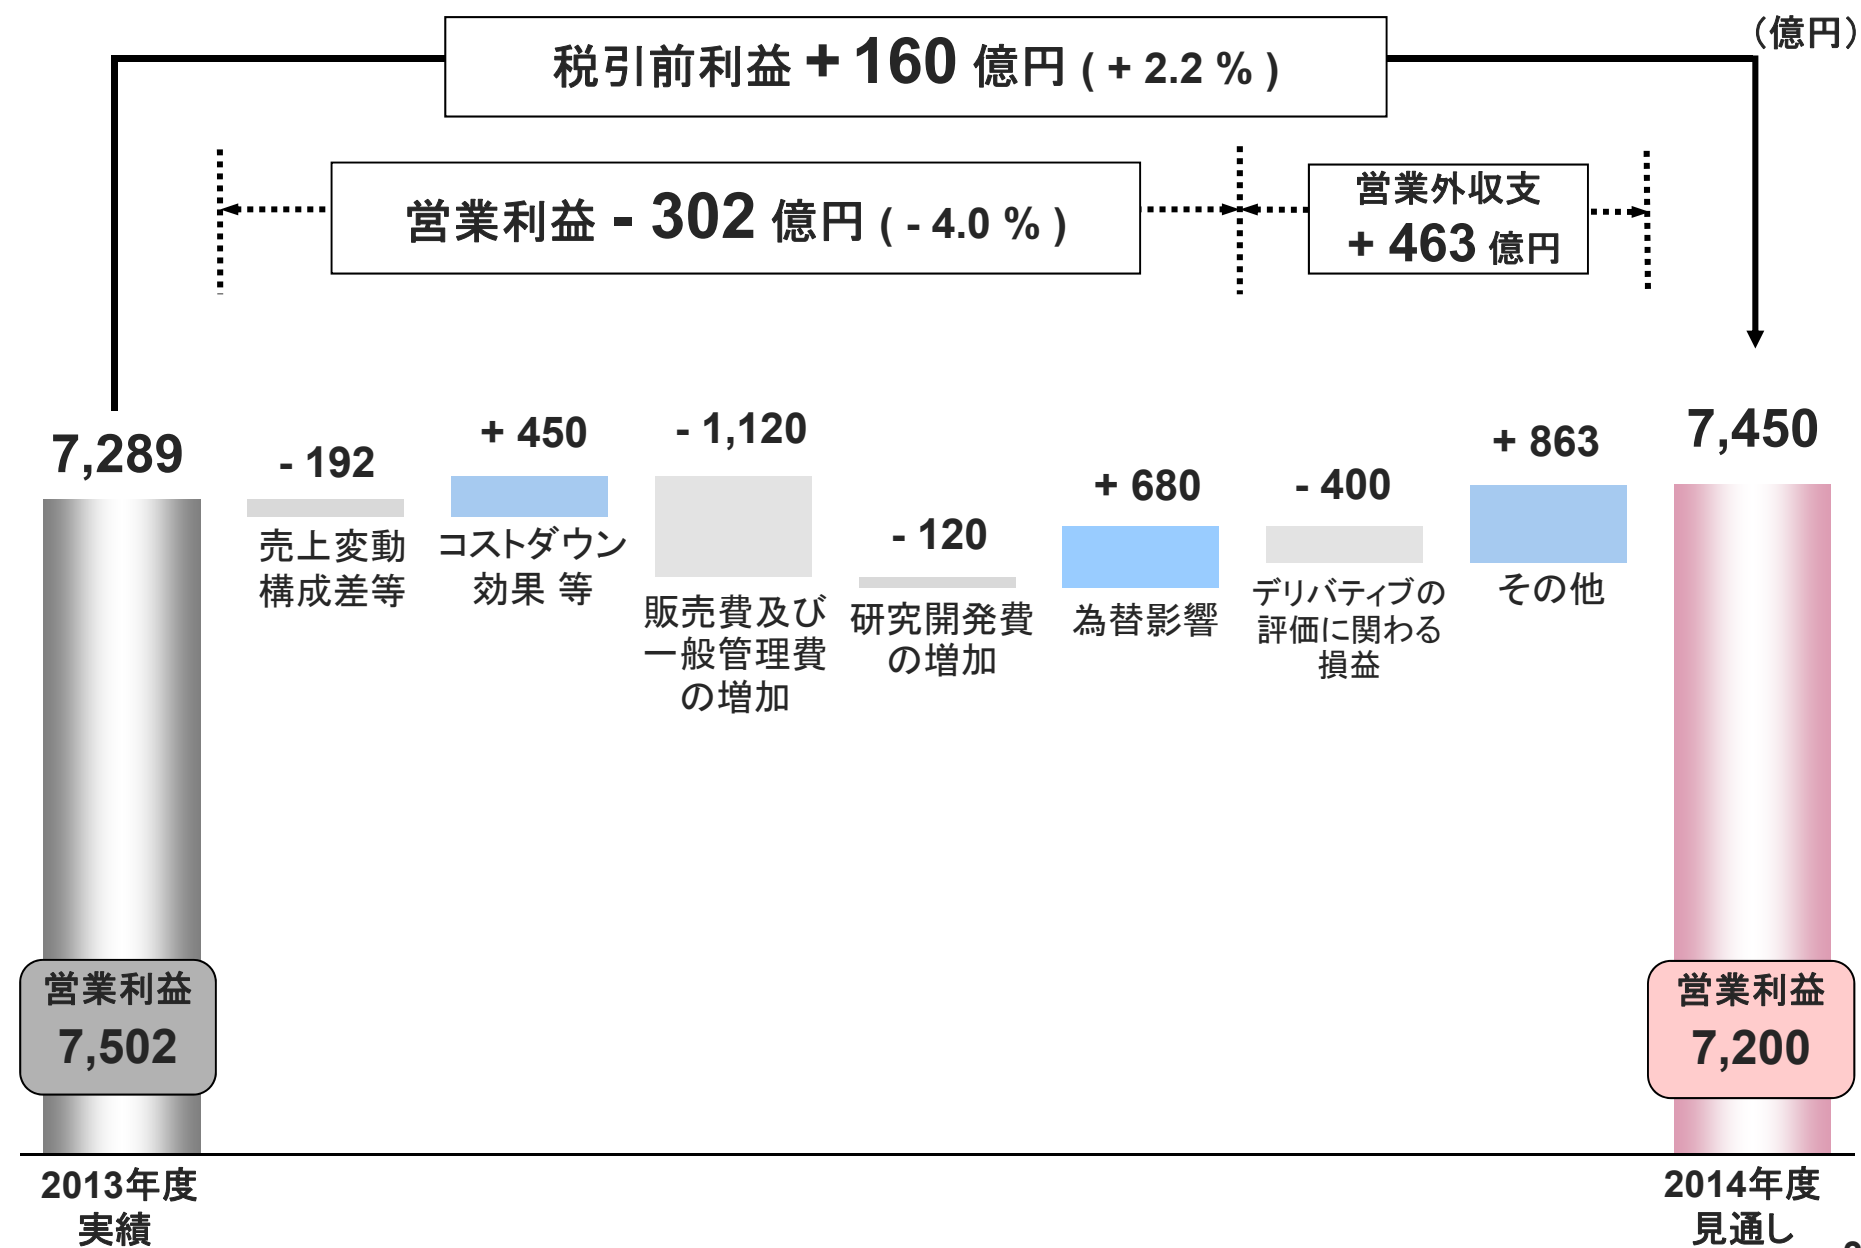 （億円）
税引前利益 + 160 億円 ( + 2.2 % )
営業利益 - 302 億円 ( - 4.0 % )
営業外収支
+ 463 億円
7,289
- 192
売上変動
構成差等
+ 450
コストダウン
効果 等
- 1,120
販売費及び
一般管理費
の増加
- 120
研究開発費
の増加
+ 680
為替影響
- 400
デリバティブの
評価に関わる
損益
+ 863
その他
7,450
営業利益
7,502
営業利益
7,200
2013年度
実績
2014年度
見通し